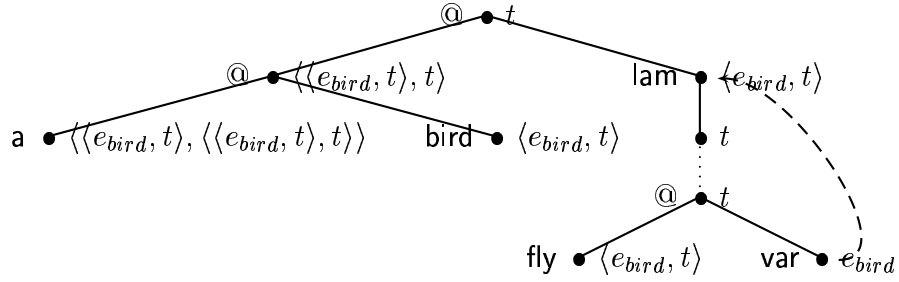 @ t
@ ⟨⟨e_bird, t⟩, t⟩ lam ⟨e_bird, t⟩
a ⟨⟨e_bird, t⟩, ⟨⟨e_bird, t⟩, t⟩⟩ bird ⟨e_bird, t⟩ t
@ t
fly ⟨e_bird, t⟩ var e_bird